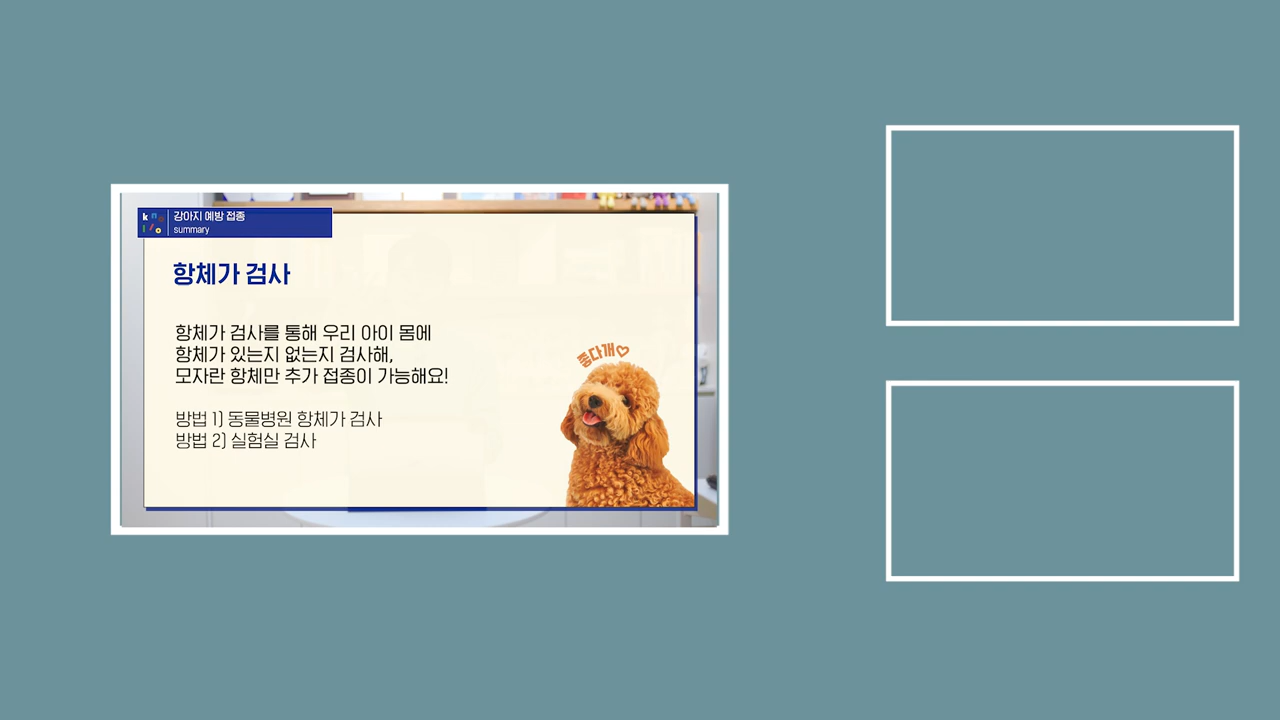 knollo
강아지 예방 접종
summary
항체가 검사
항체가 검사를 통해 우리 아이 몸에
항체가 있는지 없는지 검사해,
모자란 항체만 추가 접종이 가능해요!
방법 1) 동물병원 항체가 검사
방법 2) 실험실 검사
좋다개♡